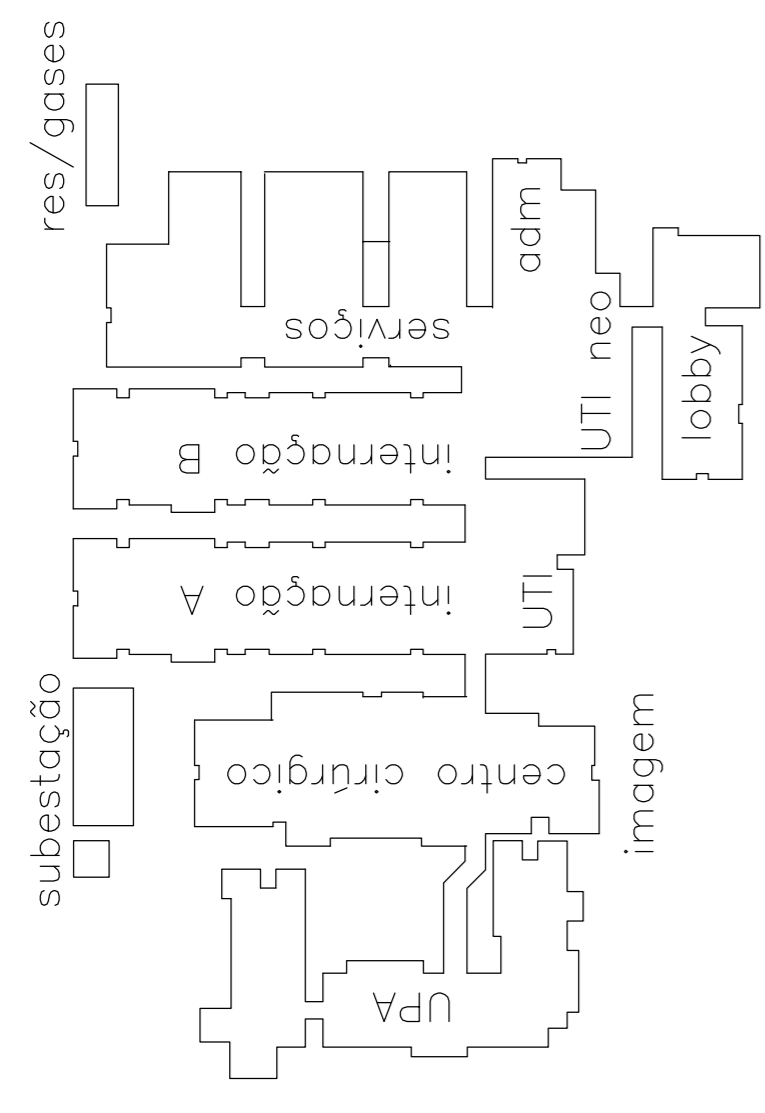 res/gases
adm
serviços
UTI neo
lobby
internação B
internação A
UTI
subestação
centro cirúrgico
imagem
UPA